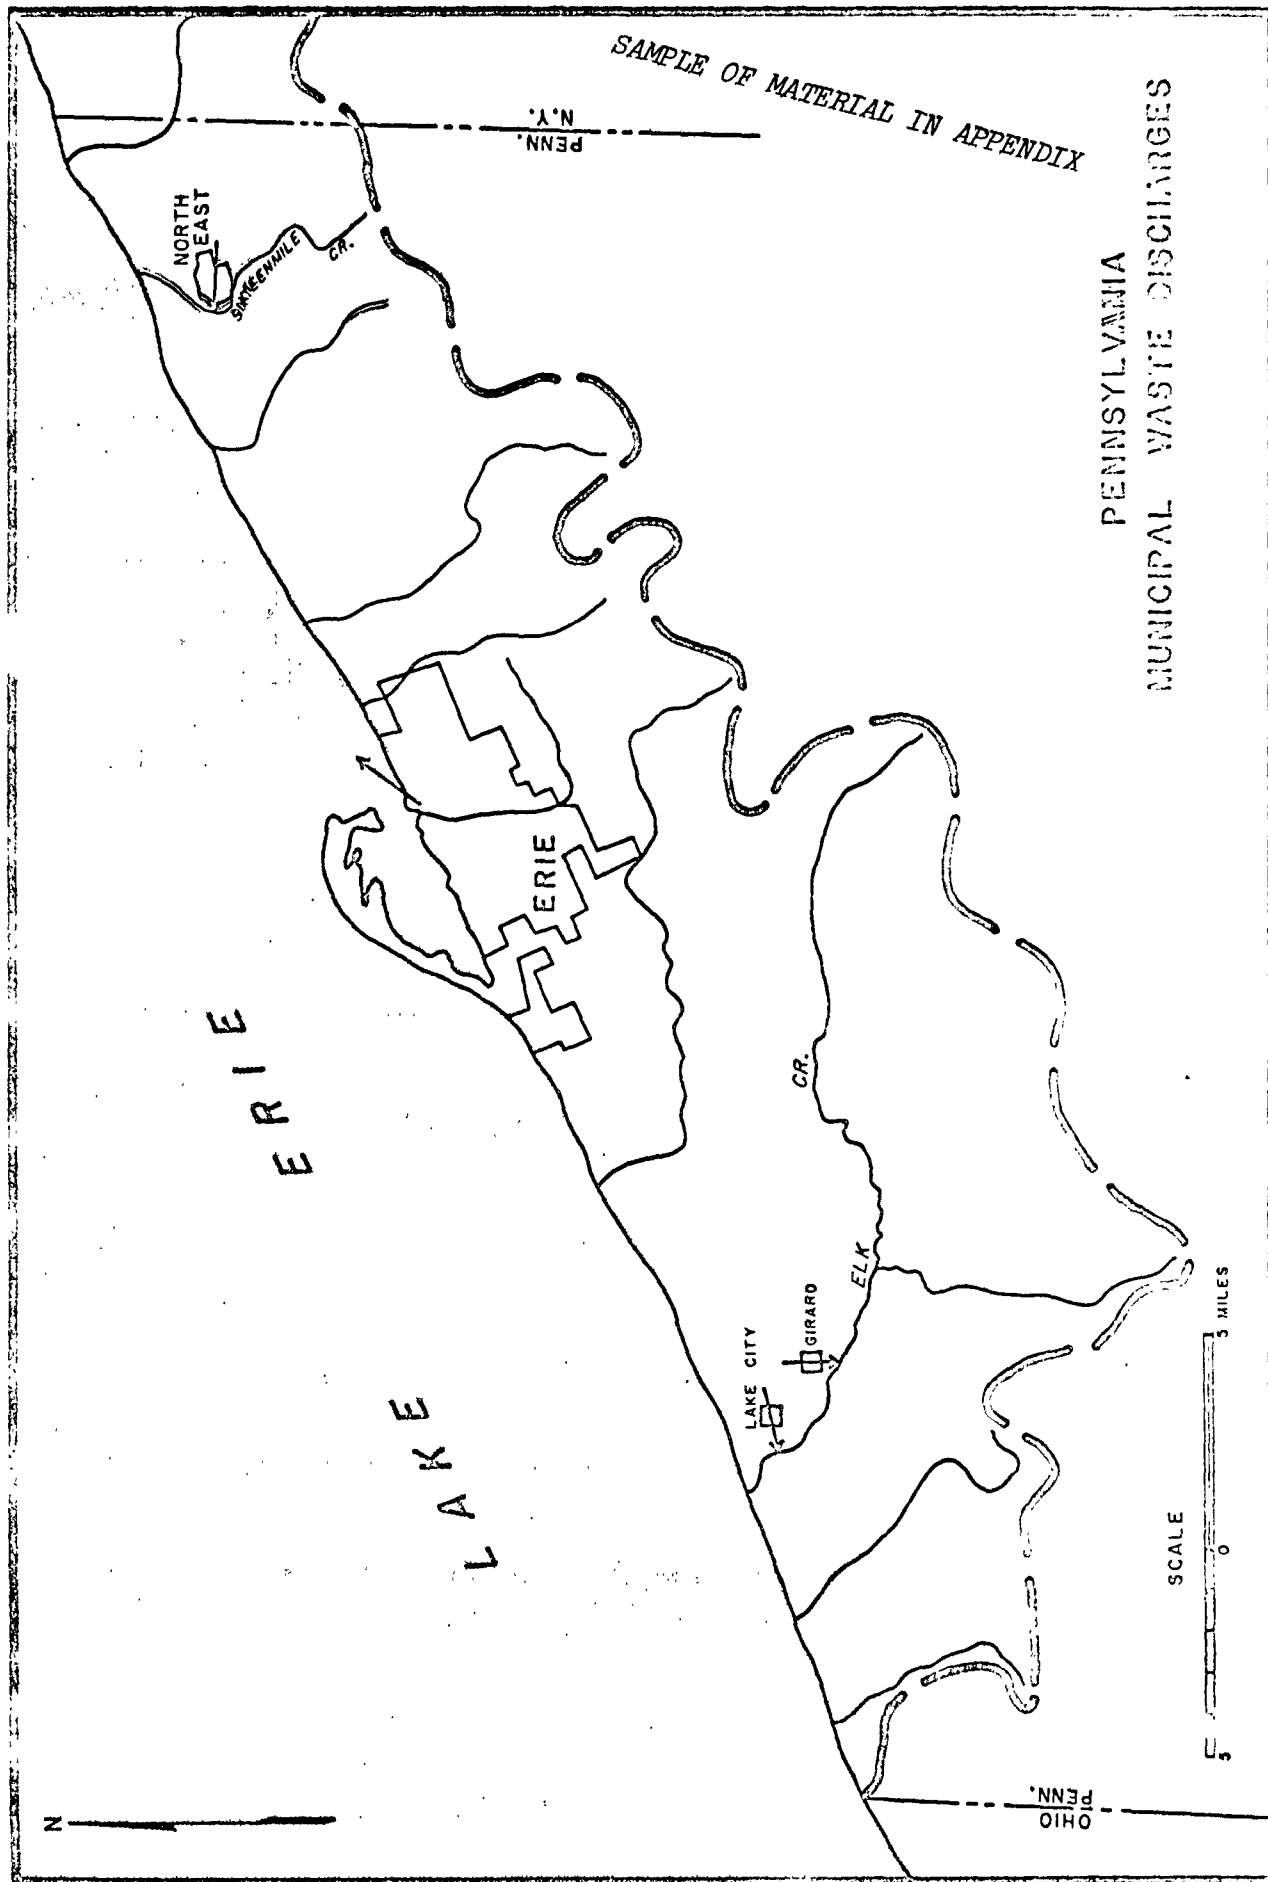 SAMPLE OF MATERIAL IN APPENDIX
N
LAKE ERIE
PENN.
N.Y.
NORTH
EAST
SIXTEENMILE
CR.
ERIE
CR.
ELK
LAKE CITY
GIRARD
OHIO
PENN.
SCALE
5 0 5 MILES
PENNSYLVANIA
MUNICIPAL WASTE DISCHARGES